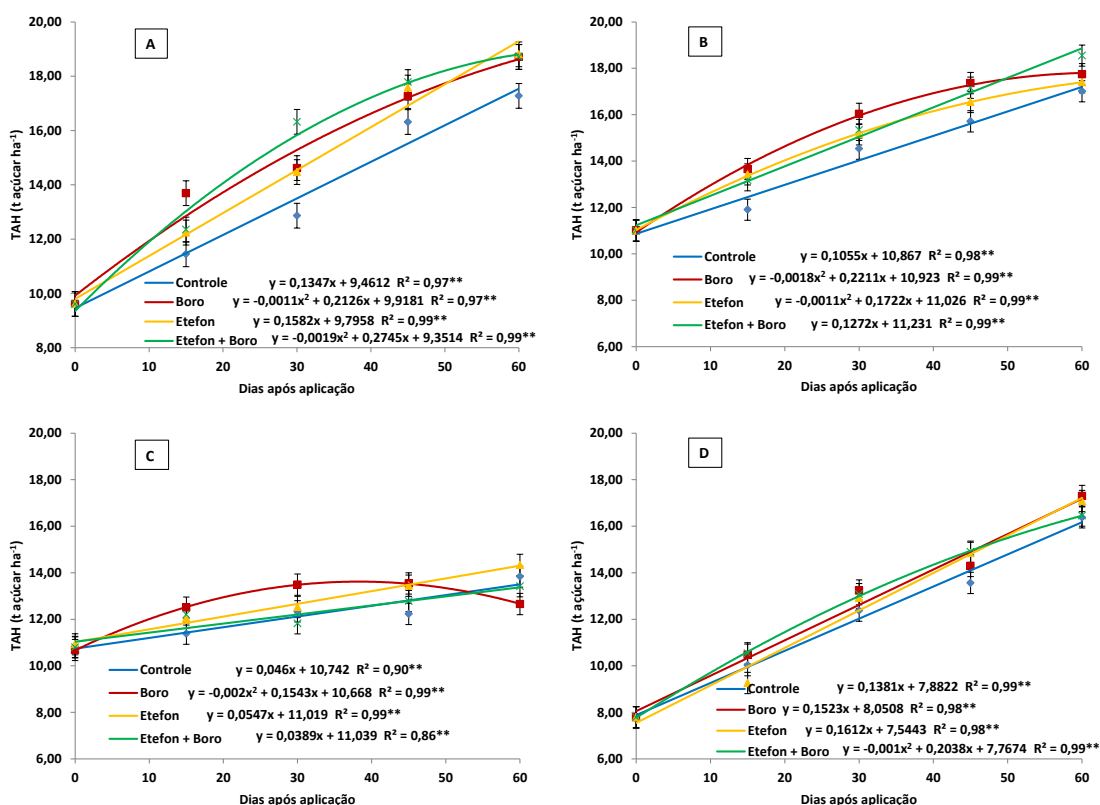 A
TAH (t açúcar ha⁻¹)
20,00
18,00
16,00
14,00
12,00
10,00
8,00
Controle y = 0,1347x + 9,4612 R² = 0,97**
Boro y = -0,0011x² + 0,2126x + 9,9181 R² = 0,97**
Etefon y = 0,1582x + 9,7958 R² = 0,99**
Etefon + Boro y = -0,0019x² + 0,2745x + 9,3514 R² = 0,99**
0 10 20 30 40 50 60
Dias após aplicação
B
TAH (t açúcar ha⁻¹)
20,00
18,00
16,00
14,00
12,00
10,00
8,00
6,00
Controle y = 0,1055x + 10,867 R² = 0,98**
Boro y = -0,0018x² + 0,2211x + 10,923 R² = 0,99**
Etefon y = -0,0011x² + 0,1722x + 11,026 R² = 0,99**
Etefon + Boro y = 0,1272x + 11,231 R² = 0,99**
0 10 20 30 40 50 60
Dias após aplicação
C
TAH (t açúcar ha⁻¹)
20,00
18,00
16,00
14,00
12,00
10,00
8,00
6,00
Controle y = 0,046x + 10,742 R² = 0,90**
Boro y = -0,002x² + 0,1543x + 10,668 R² = 0,99**
Etefon y = 0,0547x + 11,019 R² = 0,99**
Etefon + Boro y = 0,0389x + 11,039 R² = 0,86**
0 10 20 30 40 50 60
Dias após aplicação
D
TAH (t açúcar ha⁻¹)
20,00
18,00
16,00
14,00
12,00
10,00
8,00
6,00
Controle y = 0,1381x + 7,8822 R² = 0,99**
Boro y = 0,1523x + 8,0508 R² = 0,98**
Etefon y = 0,1612x + 7,5443 R² = 0,98**
Etefon + Boro y = -0,001x² + 0,2038x + 7,7674 R² = 0,99**
0 10 20 30 40 50 60
Dias após aplicação